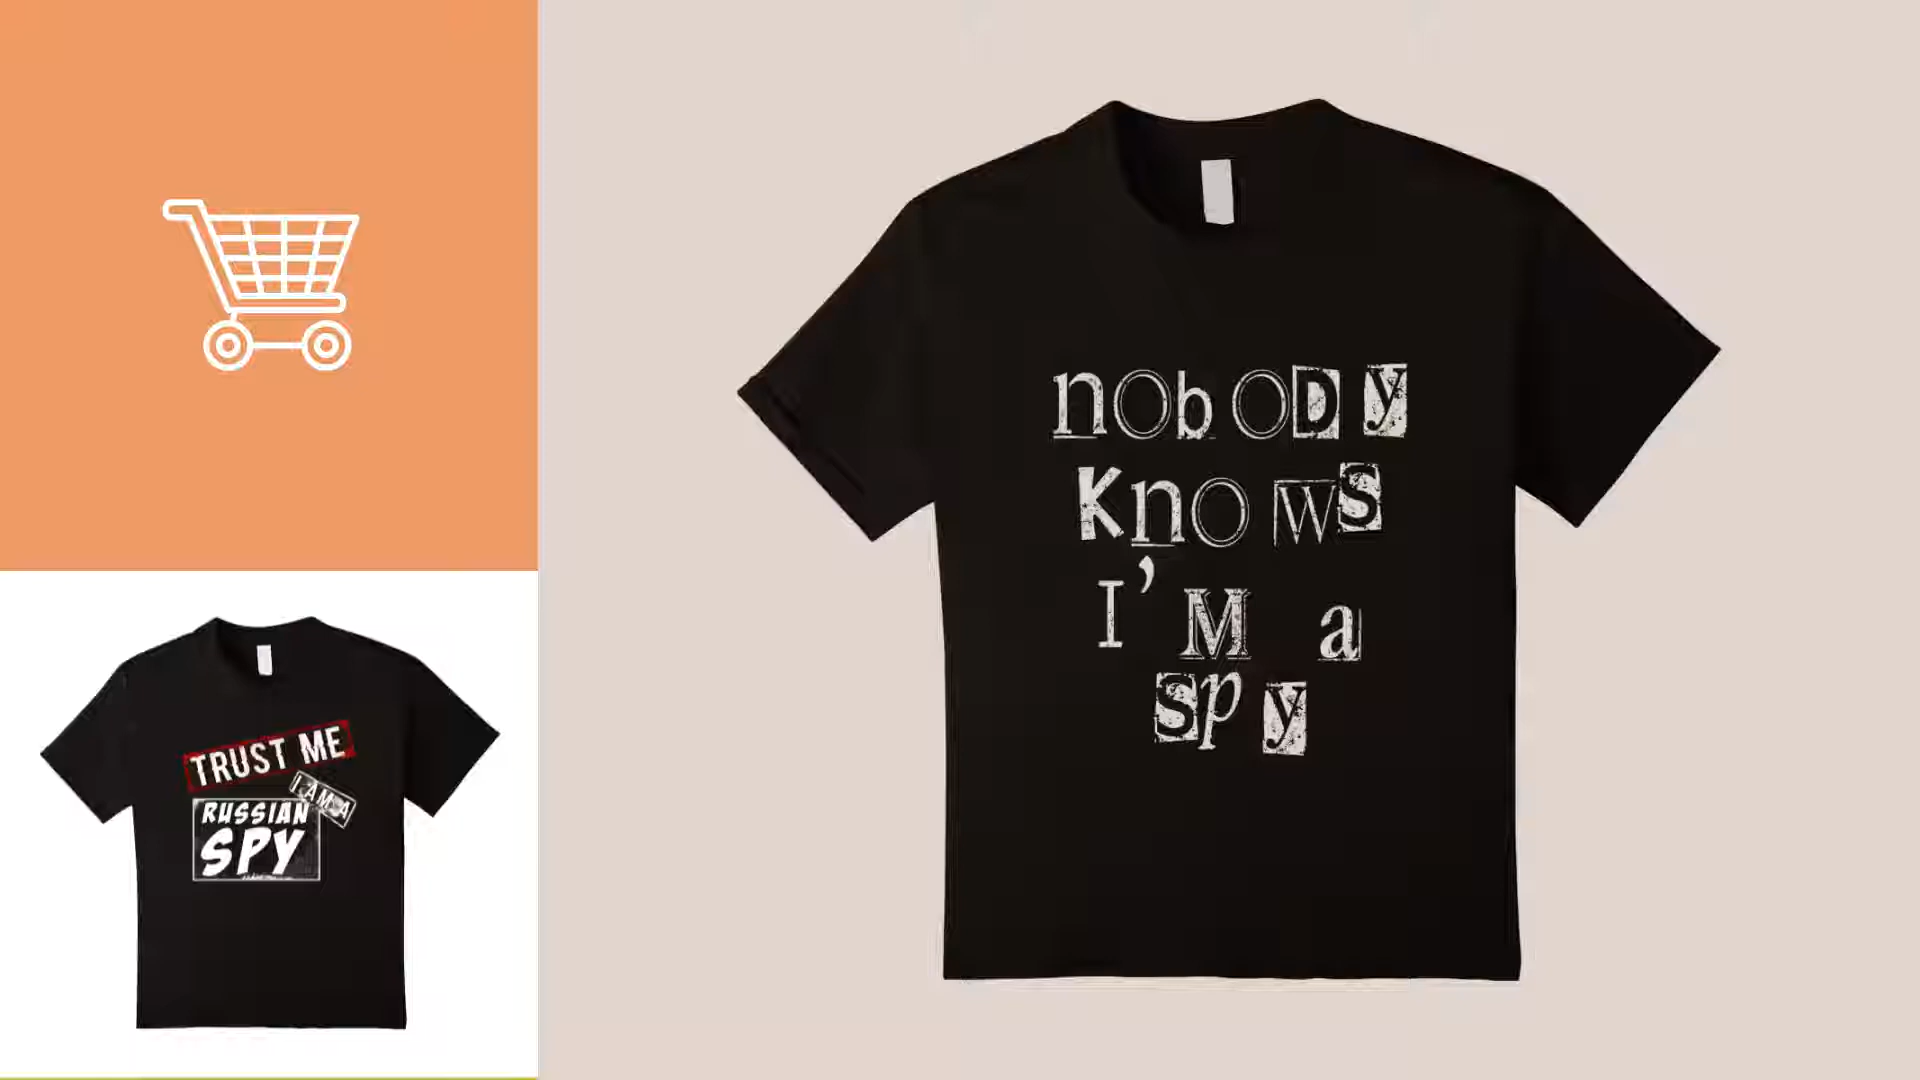 nobODy
KnowS
I'M a
Spy
TRUST ME
I AM A
RUSSIAN
SPY